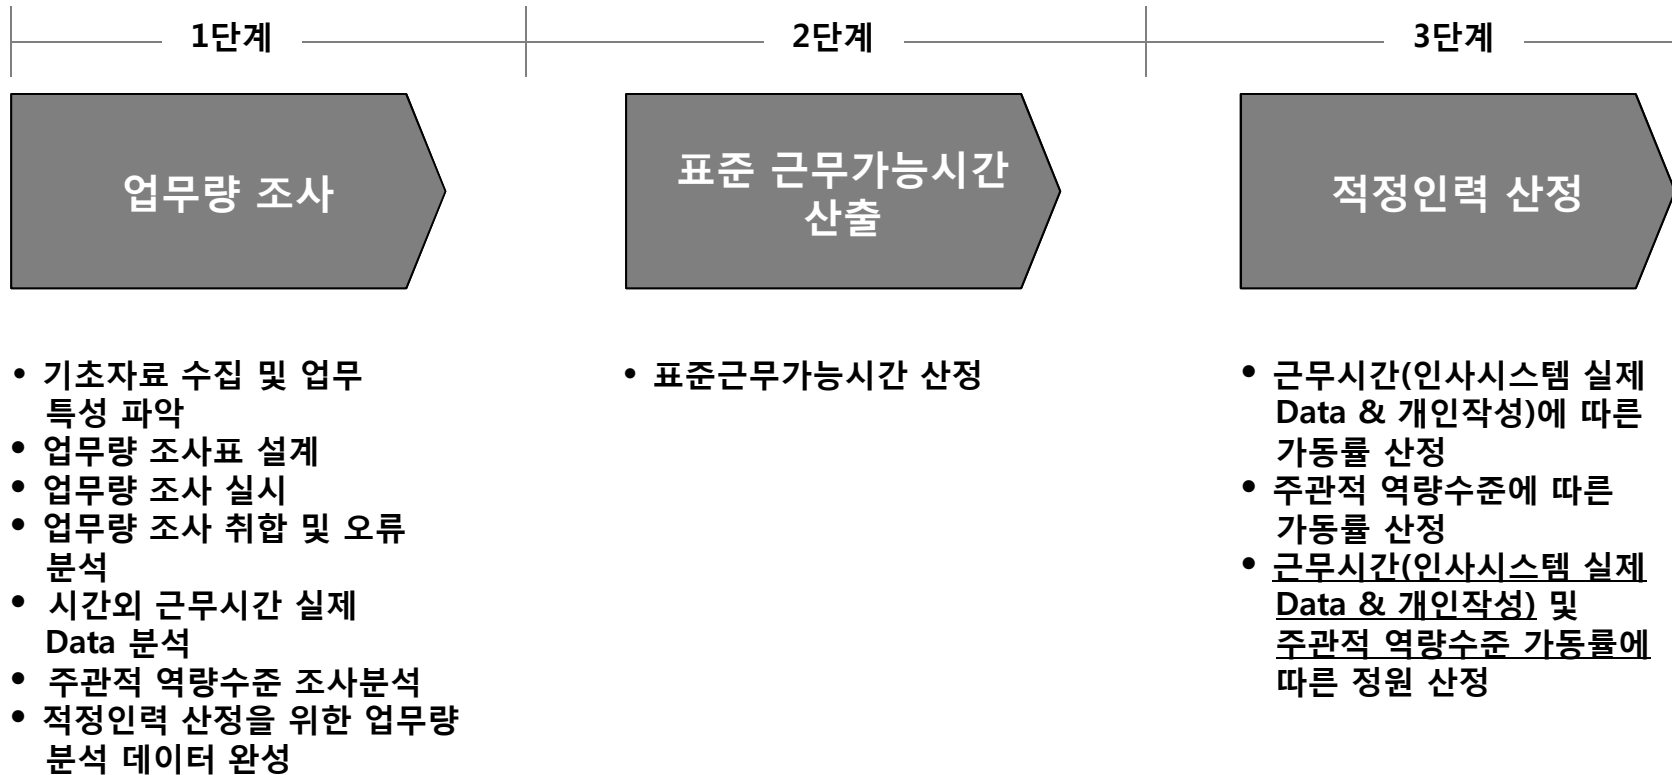 1단계
2단계
3단계
업무량 조사
표준 근무가능시간
산출
적정인력 산정
• 기초자료 수집 및 업무
특성 파악
• 업무량 조사표 설계
• 업무량 조사 실시
• 업무량 조사 취합 및 오류
분석
• 시간외 근무시간 실제
Data 분석
• 주관적 역량수준 조사분석
• 적정인력 산정을 위한 업무량
분석 데이터 완성
• 표준근무가능시간 산정
• 근무시간(인사시스템 실제
Data & 개인작성)에 따른
가동률 산정
• 주관적 역량수준에 따른
가동률 산정
• 근무시간(인사시스템 실제
Data & 개인작성) 및
주관적 역량수준 가동률에
따른 정원 산정